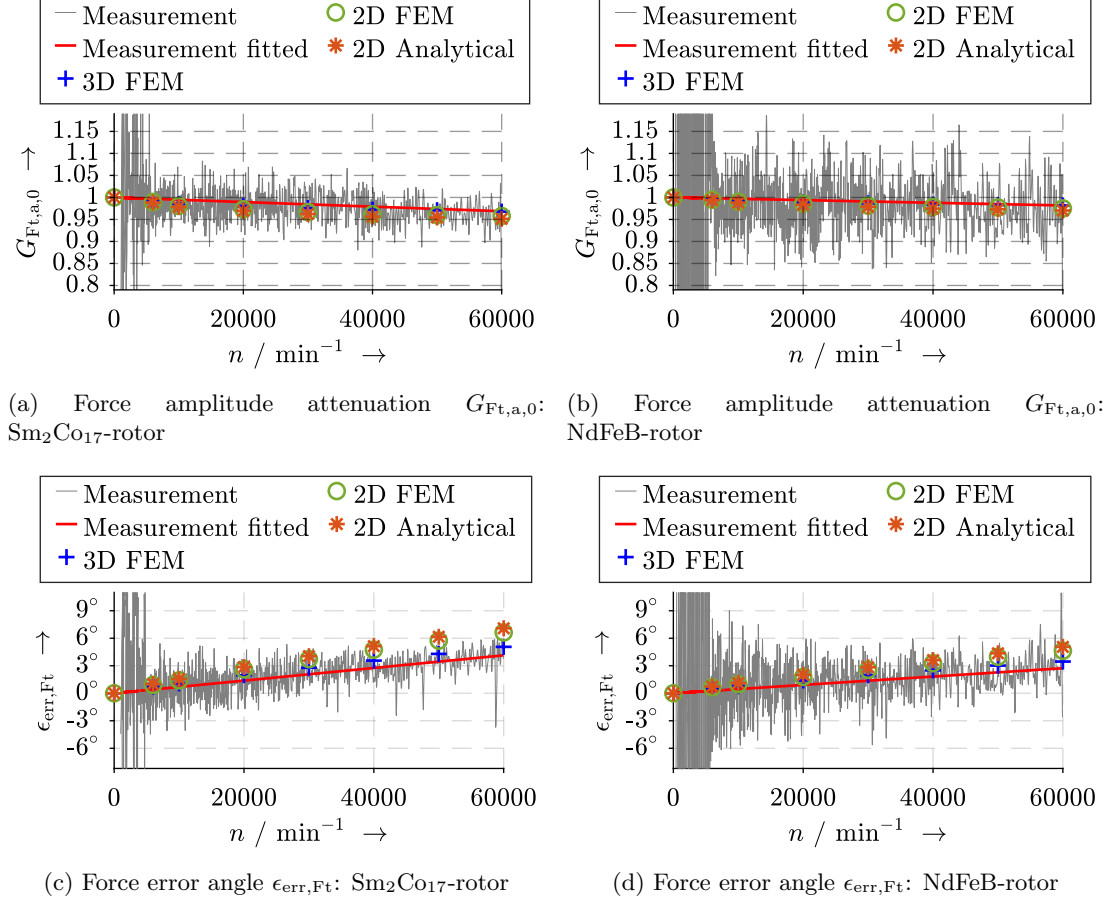 Measurement
Measurement fitted
3D FEM
2D FEM
2D Analytical
Measurement
Measurement fitted
3D FEM
2D FEM
2D Analytical
G_Ft,a,0 →
1.15
1.1
1.05
1
0.95
0.9
0.85
0.8
0 20000 40000 60000
n / min⁻¹ →
G_Ft,a,0 →
1.15
1.1
1.05
1
0.95
0.9
0.85
0.8
0 20000 40000 60000
n / min⁻¹ →
(a) Force amplitude attenuation G_Ft,a,0:
Sm₂Co₁₇-rotor
(b) Force amplitude attenuation G_Ft,a,0:
NdFeB-rotor
Measurement
Measurement fitted
3D FEM
2D FEM
2D Analytical
Measurement
Measurement fitted
3D FEM
2D FEM
2D Analytical
ϵ_err,Ft →
9°
6°
3°
0°
-3°
-6°
0 20000 40000 60000
n / min⁻¹ →
ϵ_err,Ft →
9°
6°
3°
0°
-3°
-6°
0 20000 40000 60000
n / min⁻¹ →
(c) Force error angle ϵ_err,Ft: Sm₂Co₁₇-rotor
(d) Force error angle ϵ_err,Ft: NdFeB-rotor